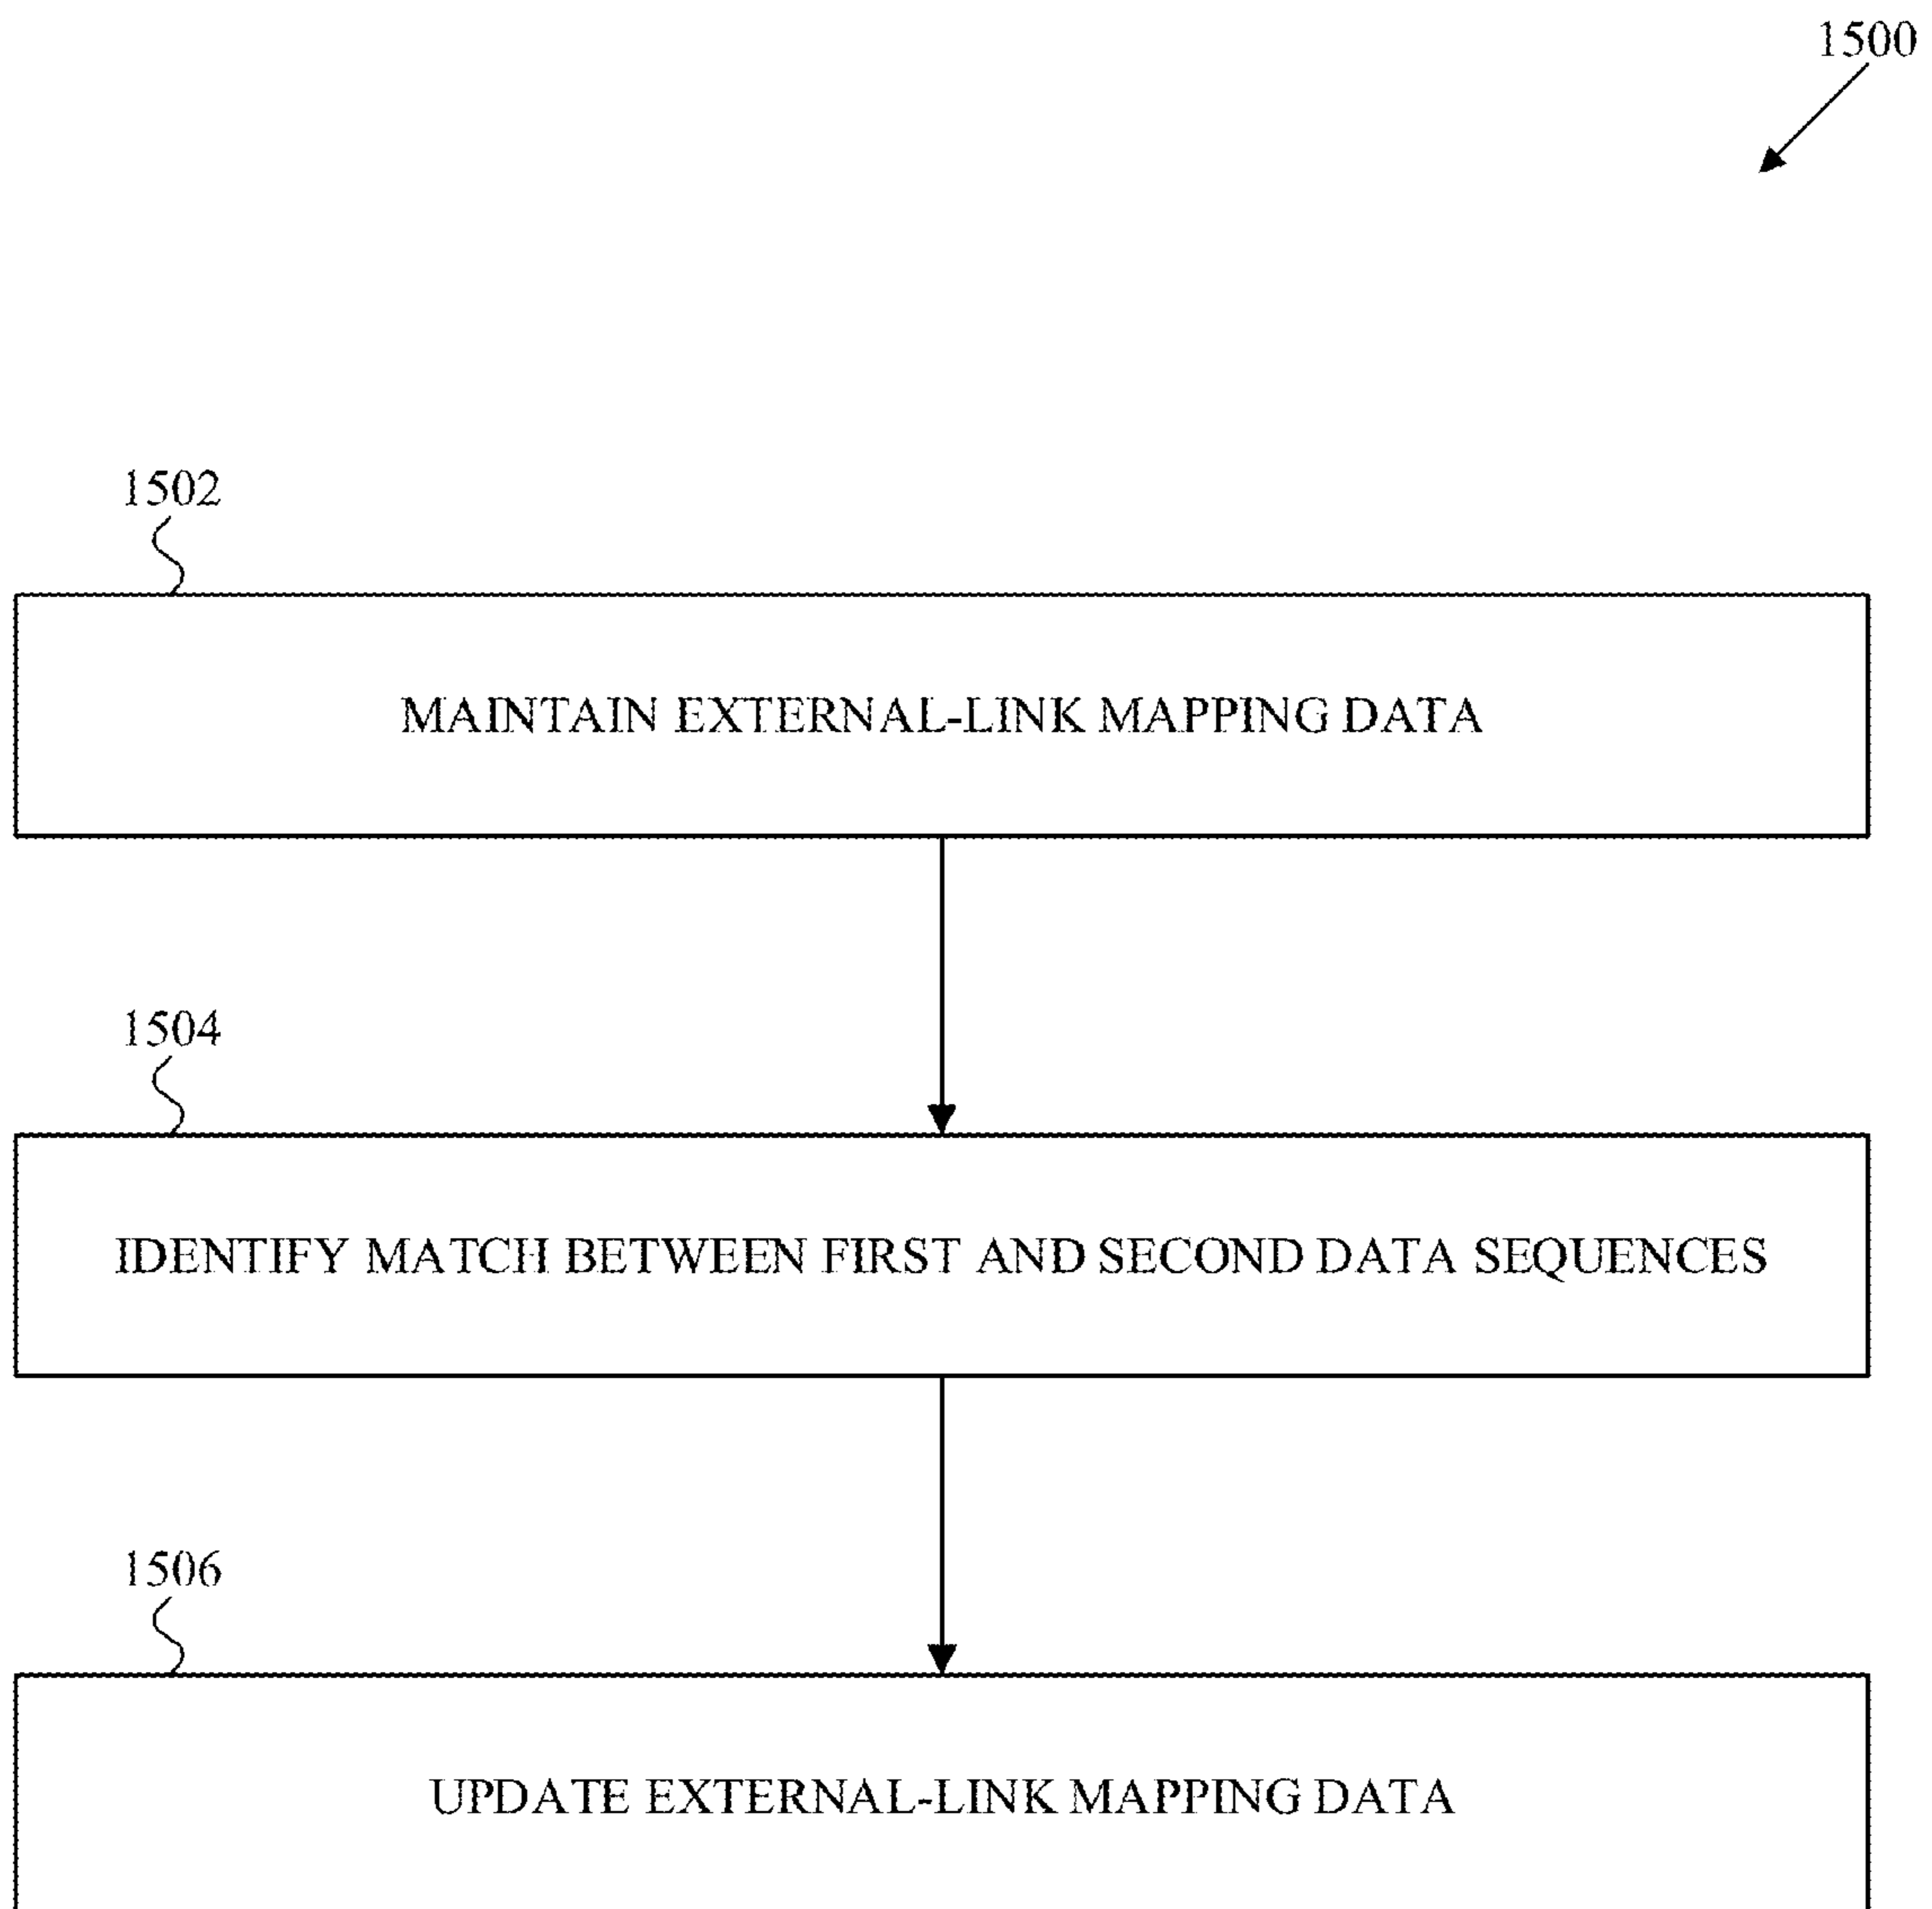 1500
1502
MAINTAIN EXTERNAL-LINK MAPPING DATA
1504
IDENTIFY MATCH BETWEEN FIRST AND SECOND DATA SEQUENCES
1506
UPDATE EXTERNAL-LINK MAPPING DATA